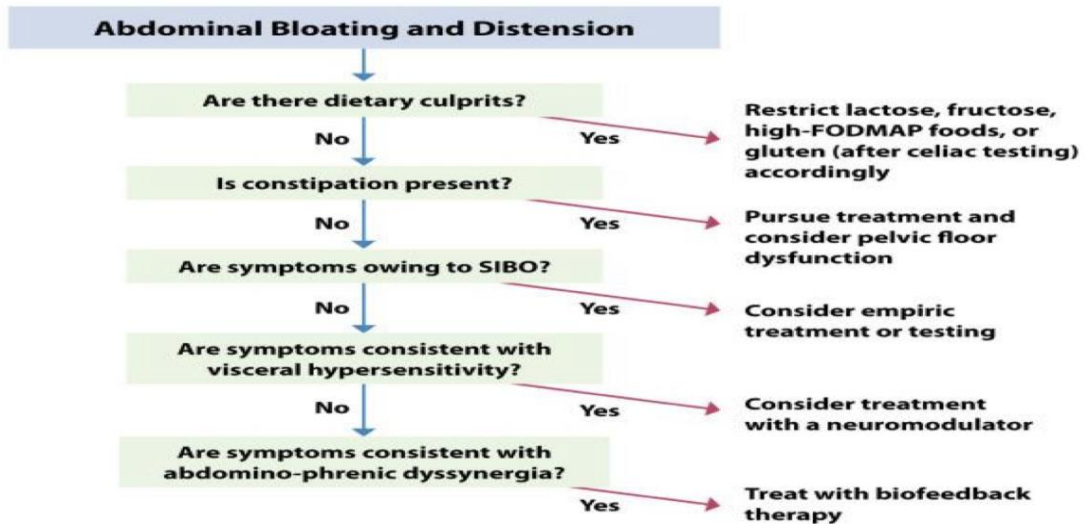 Abdominal Bloating and Distension
Are there dietary culprits?
No
Yes
Restrict lactose, fructose,
high-FODMAP foods, or
gluten (after celiac testing)
accordingly
Is constipation present?
No
Yes
Pursue treatment and
consider pelvic floor
dysfunction
Are symptoms owing to SIBO?
No
Yes
Consider empiric
treatment or testing
Are symptoms consistent with
visceral hypersensitivity?
No
Yes
Consider treatment
with a neuromodulator
Are symptoms consistent with
abdomino-phrenic dyssynergia?
Yes
Treat with biofeedback
therapy